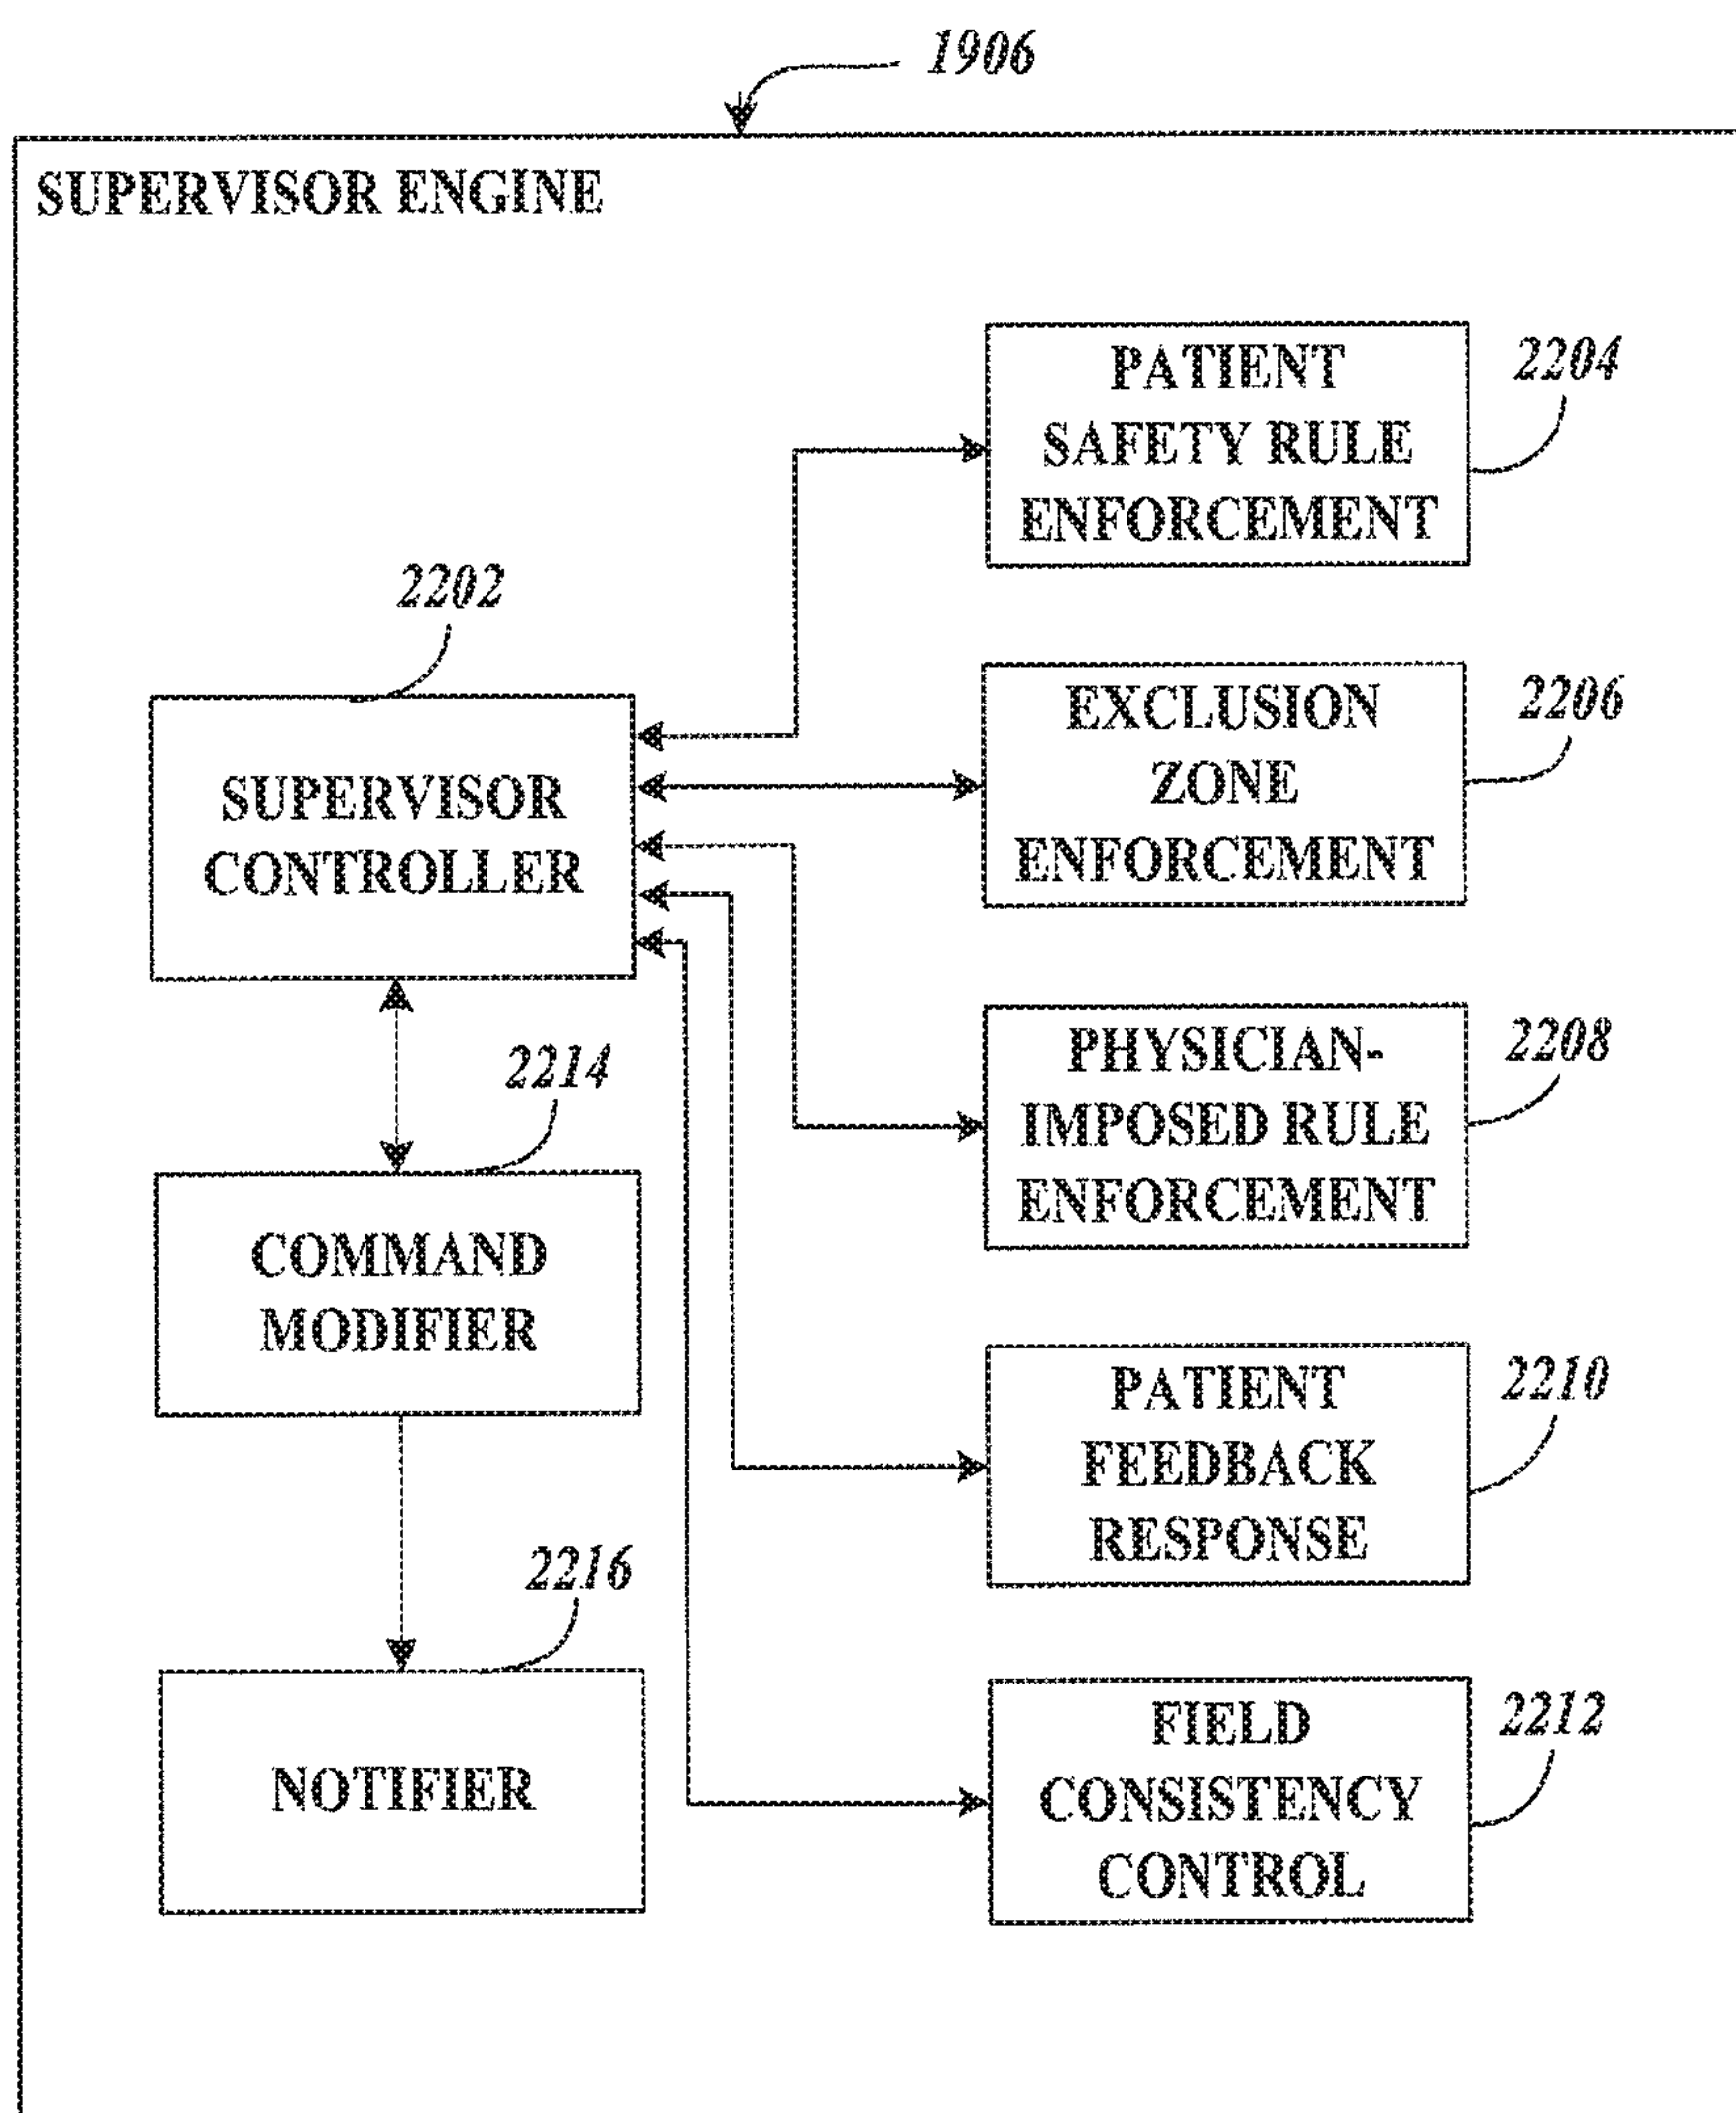 1906
SUPERVISOR ENGINE
PATIENT
SAFETY RULE
ENFORCEMENT
2204
2202
EXCLUSION
ZONE
ENFORCEMENT
2206
SUPERVISOR
CONTROLLER
PHYSICIAN-
IMPOSED RULE
ENFORCEMENT
2208
2214
COMMAND
MODIFIER
PATIENT
FEEDBACK
RESPONSE
2210
2216
NOTIFIER
FIELD
CONSISTENCY
CONTROL
2212